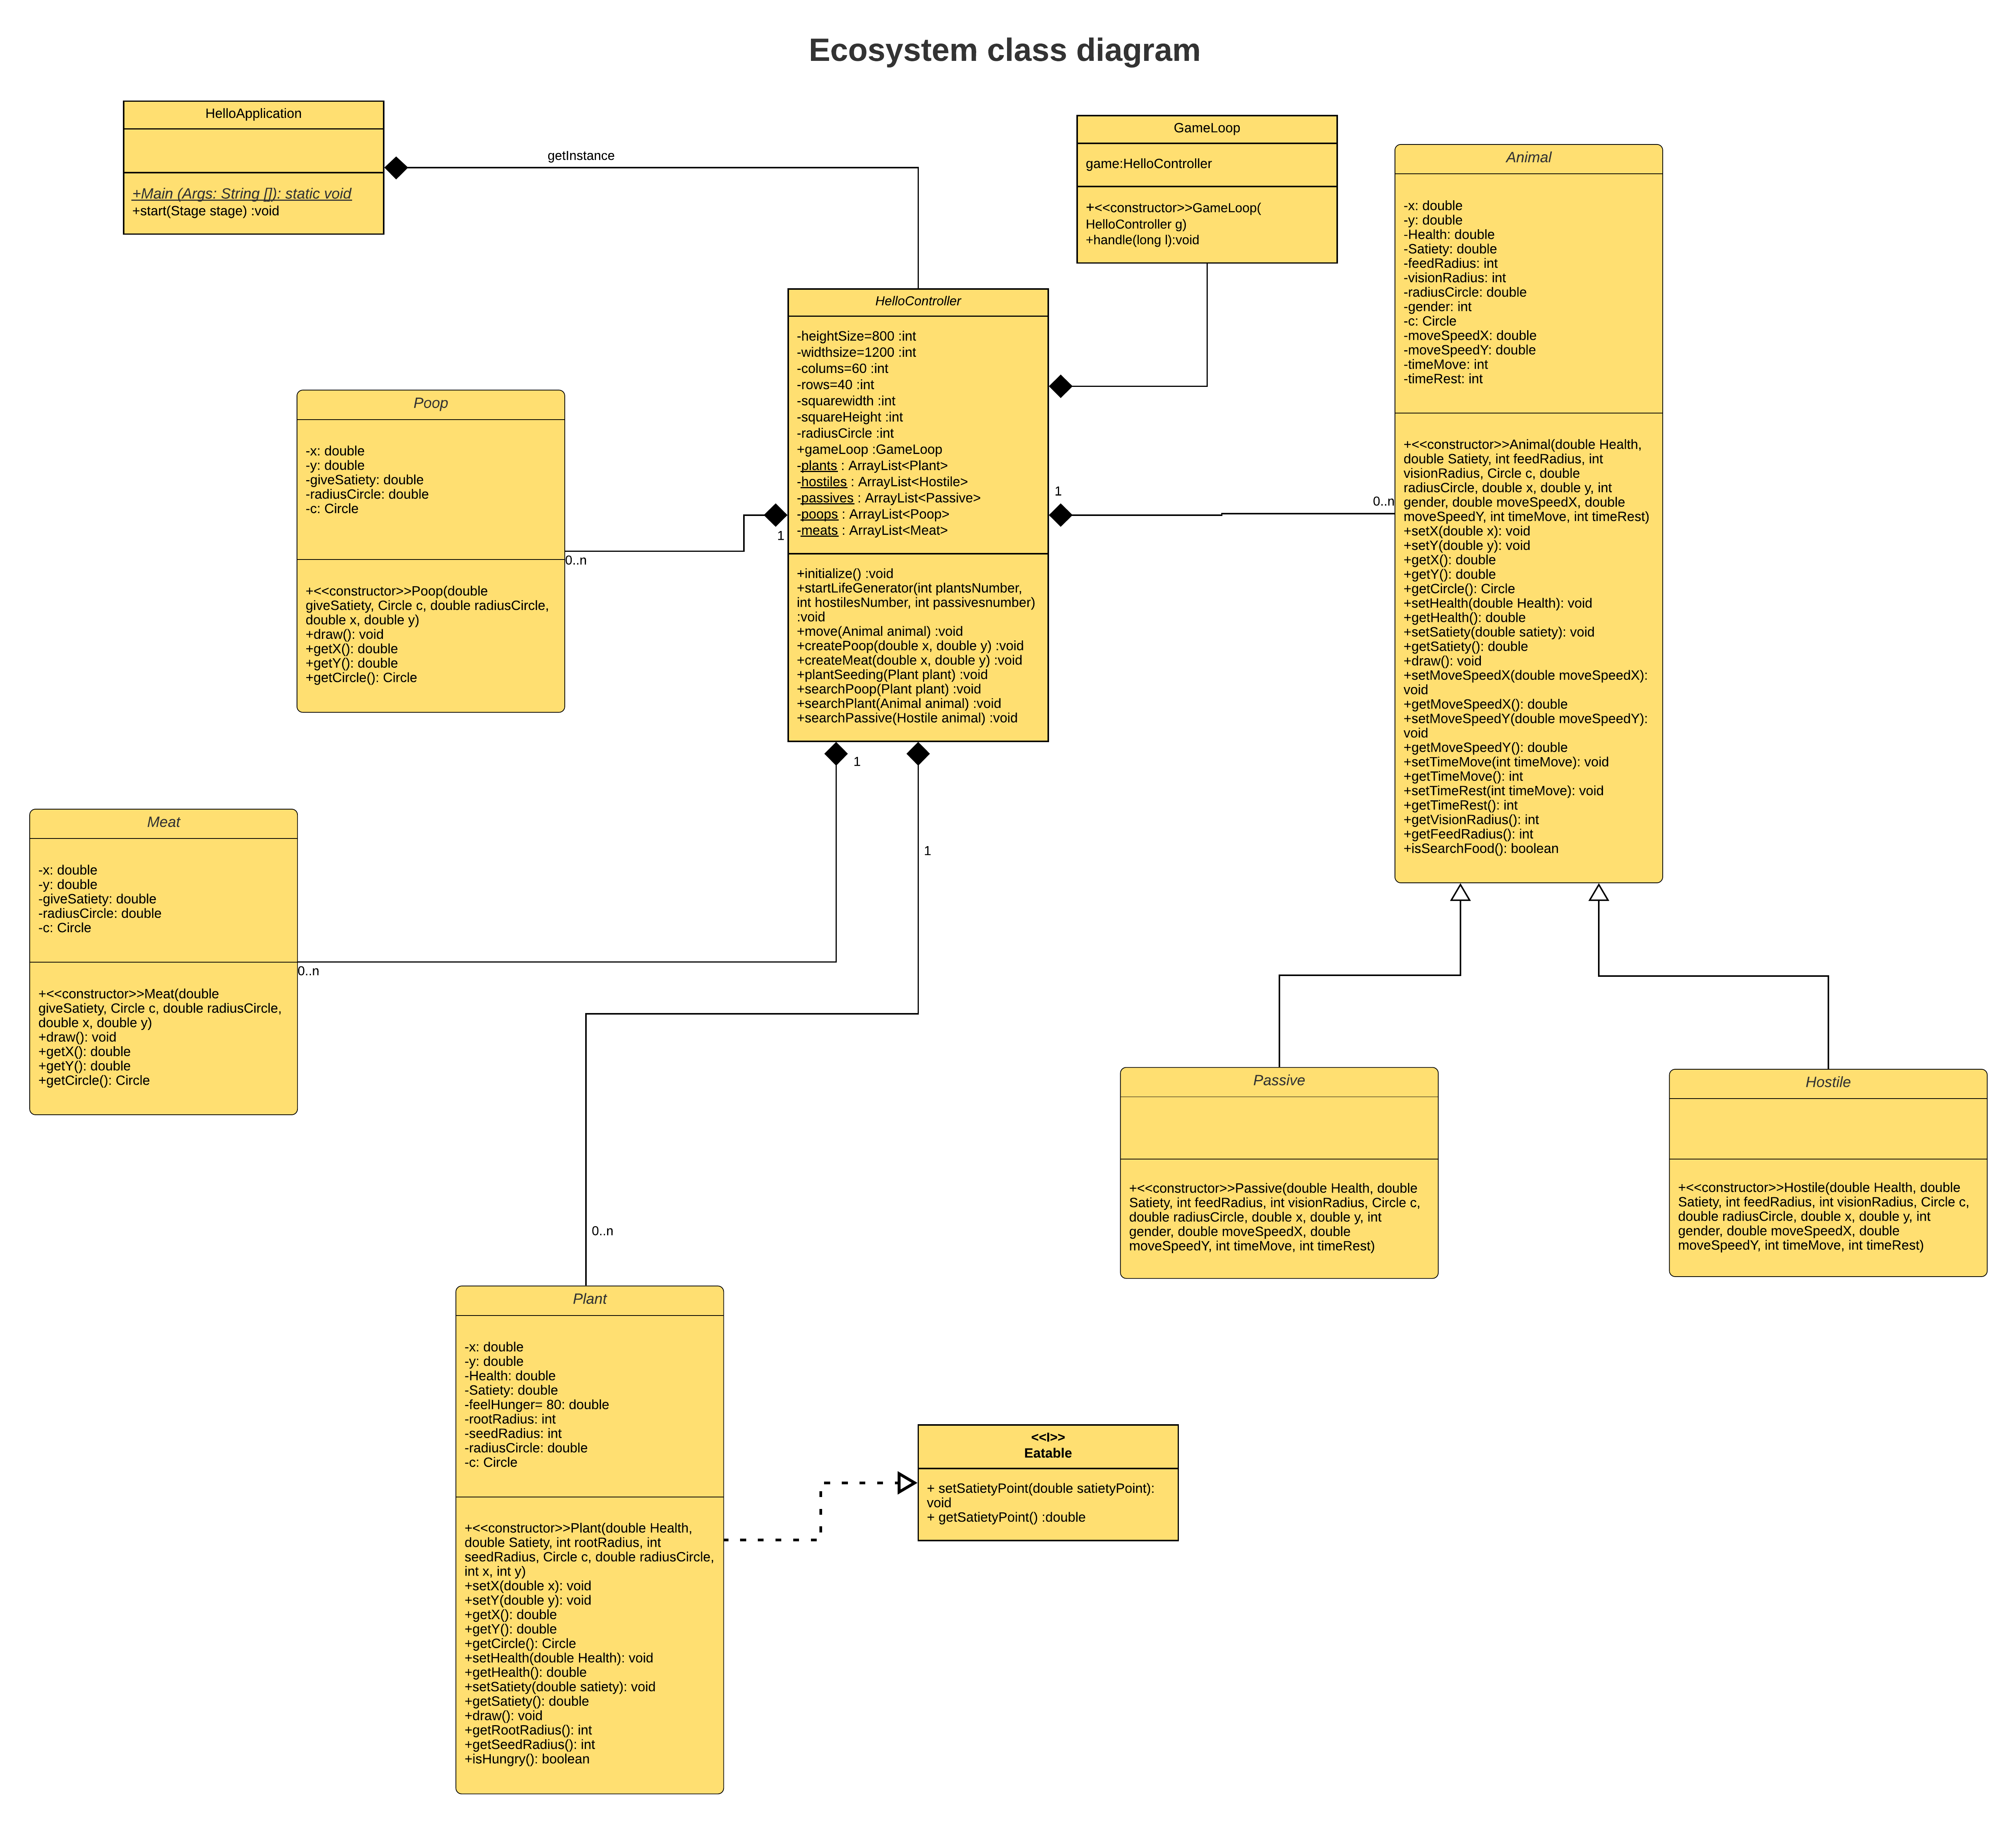 Ecosystem class diagram
HelloApplication
+Main (Args: String []): static void
+start(Stage stage) :void
getInstance
GameLoop
game:HelloController
+<<constructor>>GameLoop(
HelloController g)
+handle(long l):void
Animal
-x: double
-y: double
-Health: double
-Satiety: double
-feedRadius: int
-visionRadius: int
-radiusCircle: double
-gender: int
-c: Circle
-moveSpeedX: double
-moveSpeedY: double
-timeMove: int
-timeRest: int
+<<constructor>>Animal(double Health,
double Satiety, int feedRadius, int
visionRadius, Circle c, double
radiusCircle, double x, double y, int
gender, double moveSpeedX, double
moveSpeedY, int timeMove, int timeRest)
+setX(double x): void
+setY(double y): void
+getX(): double
+getY(): double
+getCircle(): Circle
+setHealth(double Health): void
+getHealth(): double
+setSatiety(double satiety): void
+getSatiety(): double
+draw(): void
+setMoveSpeedX(double moveSpeedX):
void
+getMoveSpeedX(): double
+setMoveSpeedY(double moveSpeedY):
void
+getMoveSpeedY(): double
+setTimeMove(int timeMove): void
+getTimeMove(): int
+setTimeRest(int timeMove): void
+getTimeRest(): int
+getVisionRadius(): int
+getFeedRadius(): int
+isSearchFood(): boolean
HelloController
-heightSize=800 :int
-widthsize=1200 :int
-colums=60 :int
-rows=40 :int
-squarewidth :int
-squareHeight :int
-radiusCircle :int
+gameLoop :GameLoop
-plants : ArrayList<Plant>
-hostiles : ArrayList<Hostile>
-passives : ArrayList<Passive>
-poops : ArrayList<Poop>
-meats : ArrayList<Meat>
+initialize() :void
+startLifeGenerator(int plantsNumber,
int hostilesNumber, int passivesnumber)
:void
+move(Animal animal) :void
+createPoop(double x, double y) :void
+createMeat(double x, double y) :void
+plantSeeding(Plant plant) :void
+searchPoop(Plant plant) :void
+searchPlant(Animal animal) :void
+searchPassive(Hostile animal) :void
1
0..n
1
0..n
1
1
0..n
0..n
Poop
-x: double
-y: double
-giveSatiety: double
-radiusCircle: double
-c: Circle
+<<constructor>>Poop(double
giveSatiety, Circle c, double radiusCircle,
double x, double y)
+draw(): void
+getX(): double
+getY(): double
+getCircle(): Circle
Meat
-x: double
-y: double
-giveSatiety: double
-radiusCircle: double
-c: Circle
+<<constructor>>Meat(double
giveSatiety, Circle c, double radiusCircle,
double x, double y)
+draw(): void
+getX(): double
+getY(): double
+getCircle(): Circle
Passive
+<<constructor>>Passive(double Health, double
Satiety, int feedRadius, int visionRadius, Circle c,
double radiusCircle, double x, double y, int
gender, double moveSpeedX, double
moveSpeedY, int timeMove, int timeRest)
Hostile
+<<constructor>>Hostile(double Health, double
Satiety, int feedRadius, int visionRadius, Circle c,
double radiusCircle, double x, double y, int
gender, double moveSpeedX, double
moveSpeedY, int timeMove, int timeRest)
Plant
-x: double
-y: double
-Health: double
-Satiety: double
-feelHunger= 80: double
-rootRadius: int
-seedRadius: int
-radiusCircle: double
-c: Circle
+<<constructor>>Plant(double Health,
double Satiety, int rootRadius, int
seedRadius, Circle c, double radiusCircle,
int x, int y)
+setX(double x): void
+setY(double y): void
+getX(): double
+getY(): double
+getCircle(): Circle
+setHealth(double Health): void
+getHealth(): double
+setSatiety(double satiety): void
+getSatiety(): double
+draw(): void
+getRootRadius(): int
+getSeedRadius(): int
+isHungry(): boolean
<<I>>
Eatable
+ setSatietyPoint(double satietyPoint):
void
+ getSatietyPoint() :double